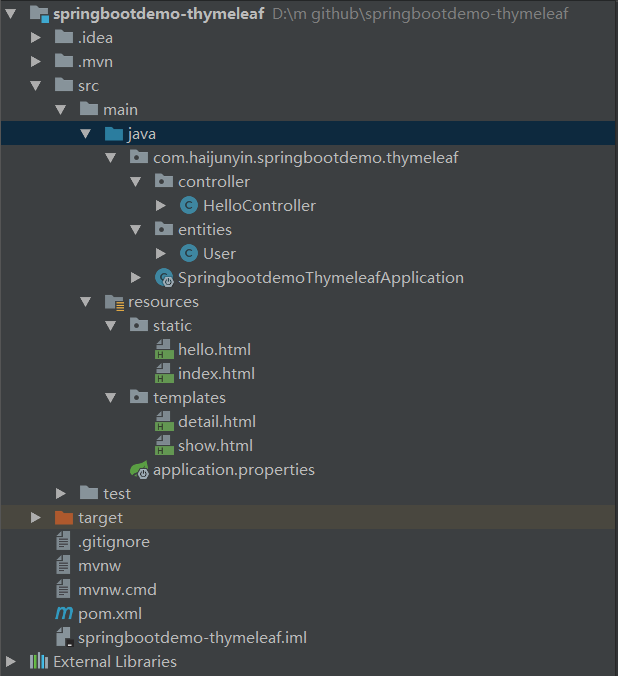 springbootdemo-thymeleaf D:\m github\springbootdemo-thymeleaf
.idea
.mvn
src
main
java
com.haijunyin.springbootdemo.thymeleaf
controller
C HelloController
entities
C User
C SpringbootdemoThymeleafApplication
resources
static
H hello.html
H index.html
templates
H detail.html
H show.html
application.properties
test
target
.gitignore
mvnw
mvnw.cmd
m pom.xml
springbootdemo-thymeleaf.iml
External Libraries